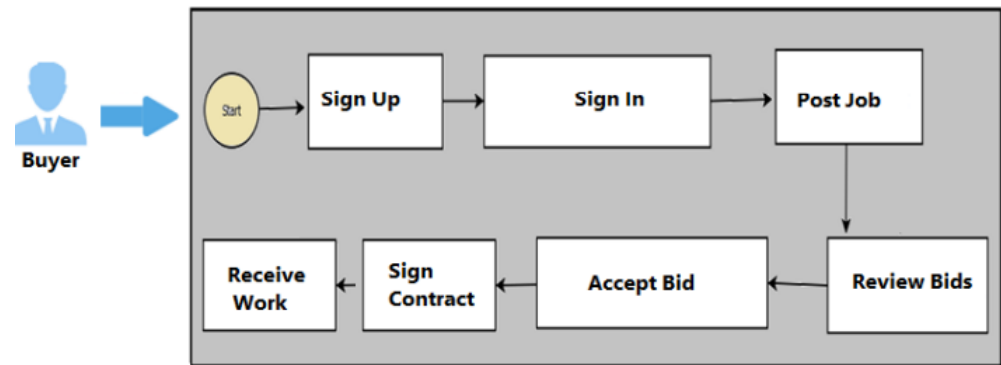 Buyer
Start
Sign Up
Sign In
Post Job
Review Bids
Accept Bid
Sign
Contract
Receive
Work